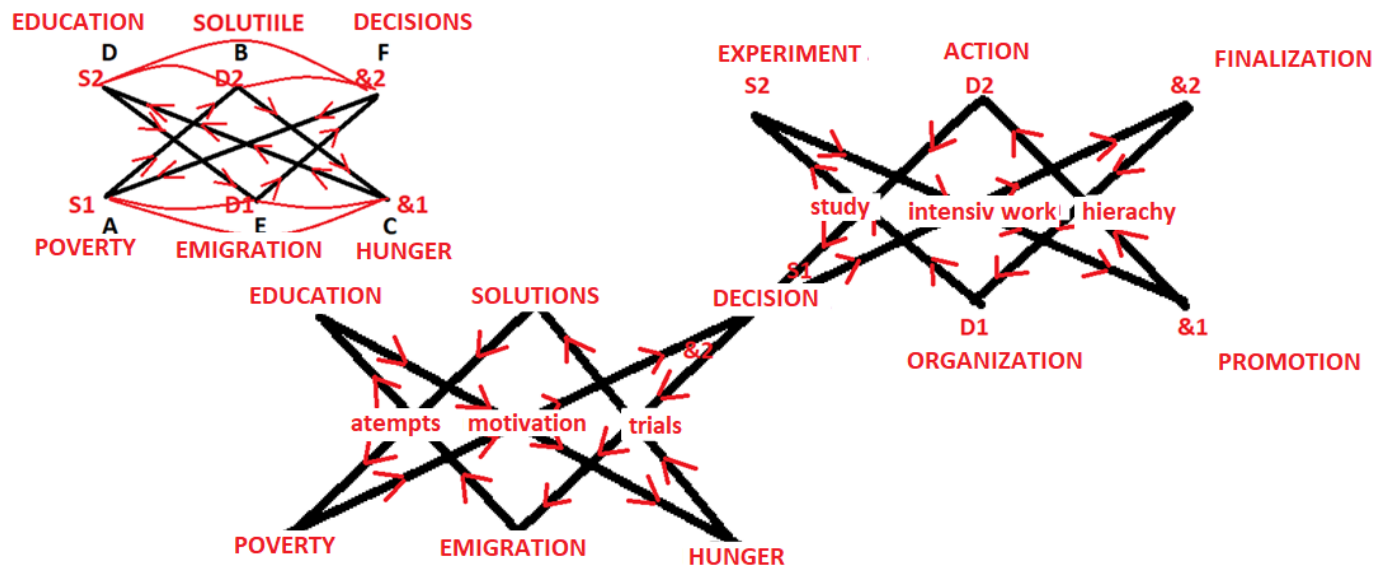 EDUCATION SOLUTIILE DECISIONS
D B F
S2 D2 &2
S1 D1 &1
A E C
POVERTY EMIGRATION HUNGER
EXPERIMENT. ACTION FINALIZATION
S2 D2 &2
study intensiv work hierachy
S1
D1 &1
ORGANIZATION PROMOTION
EDUCATION SOLUTIONS DECISION
&2
atempts motivation trials
POVERTY EMIGRATION HUNGER